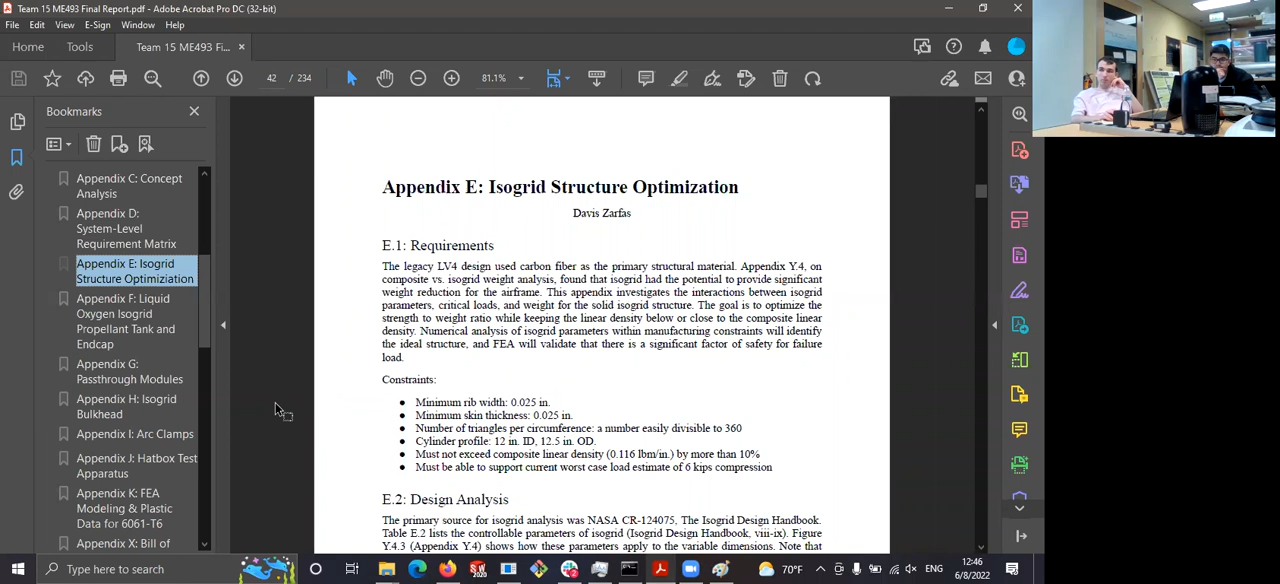 Team 15 ME493 Final Report.pdf - Adobe Acrobat Pro DC (32-bit)
File Edit View E-Sign Window Help
Home Tools Team 15 ME493 Fi... ×
42 / 234 81.1%
Bookmarks
Appendix C: Concept
Analysis
Appendix D:
System-Level
Requirement Matrix
Appendix E: Isogrid
Structure Optimiziation
Appendix F: Liquid
Oxygen Isogrid
Propellant Tank and
Endcap
Appendix G:
Passthrough Modules
Appendix H: Isogrid
Bulkhead
Appendix I: Arc Clamps
Appendix J: Hatbox Test
Apparatus
Appendix K: FEA
Modeling & Plastic
Data for 6061-T6
Appendix X: Bill of
Appendix E: Isogrid Structure Optimization
Davis Zarfas
E.1: Requirements
The legacy LV4 design used carbon fiber as the primary structural material. Appendix Y.4, on
composite vs. isogrid weight analysis, found that isogrid had the potential to provide significant
weight reduction for the airframe. This appendix investigates the interactions between isogrid
parameters, critical loads, and weight for the solid isogrid structure. The goal is to optimize the
strength to weight ratio while keeping the linear density below or close to the composite linear
density. Numerical analysis of isogrid parameters within manufacturing constraints will identify
the ideal structure, and FEA will validate that there is a significant factor of safety for failure
load.
Constraints:
● Minimum rib width: 0.025 in.
● Minimum skin thickness: 0.025 in.
● Number of triangles per circumference: a number easily divisible to 360
● Cylinder profile: 12 in. ID, 12.5 in. OD.
● Must not exceed composite linear density (0.116 lbm/in.) by more than 10%
● Must be able to support current worst case load estimate of 6 kips compression
E.2: Design Analysis
The primary source for isogrid analysis was NASA CR-124075, The Isogrid Design Handbook.
Table E.2 lists the controllable parameters of isogrid (Isogrid Design Handbook, viii-ix). Figure
Y.4.3 (Appendix Y.4) shows how these parameters apply to the variable dimensions. Note that
Type here to search
70°F
ENG
12:46
6/8/2022